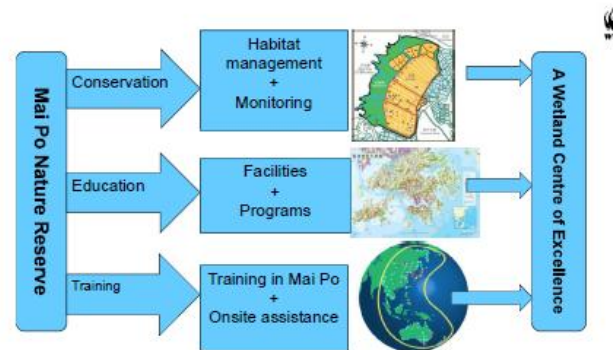 Mai Po Nature Reserve
Conservation
Habitat
management
+
Monitoring
Education
Facilities
+
Programs
Training
Training in Mai Po
+
Onsite assistance
A Wetland Centre of Excellence